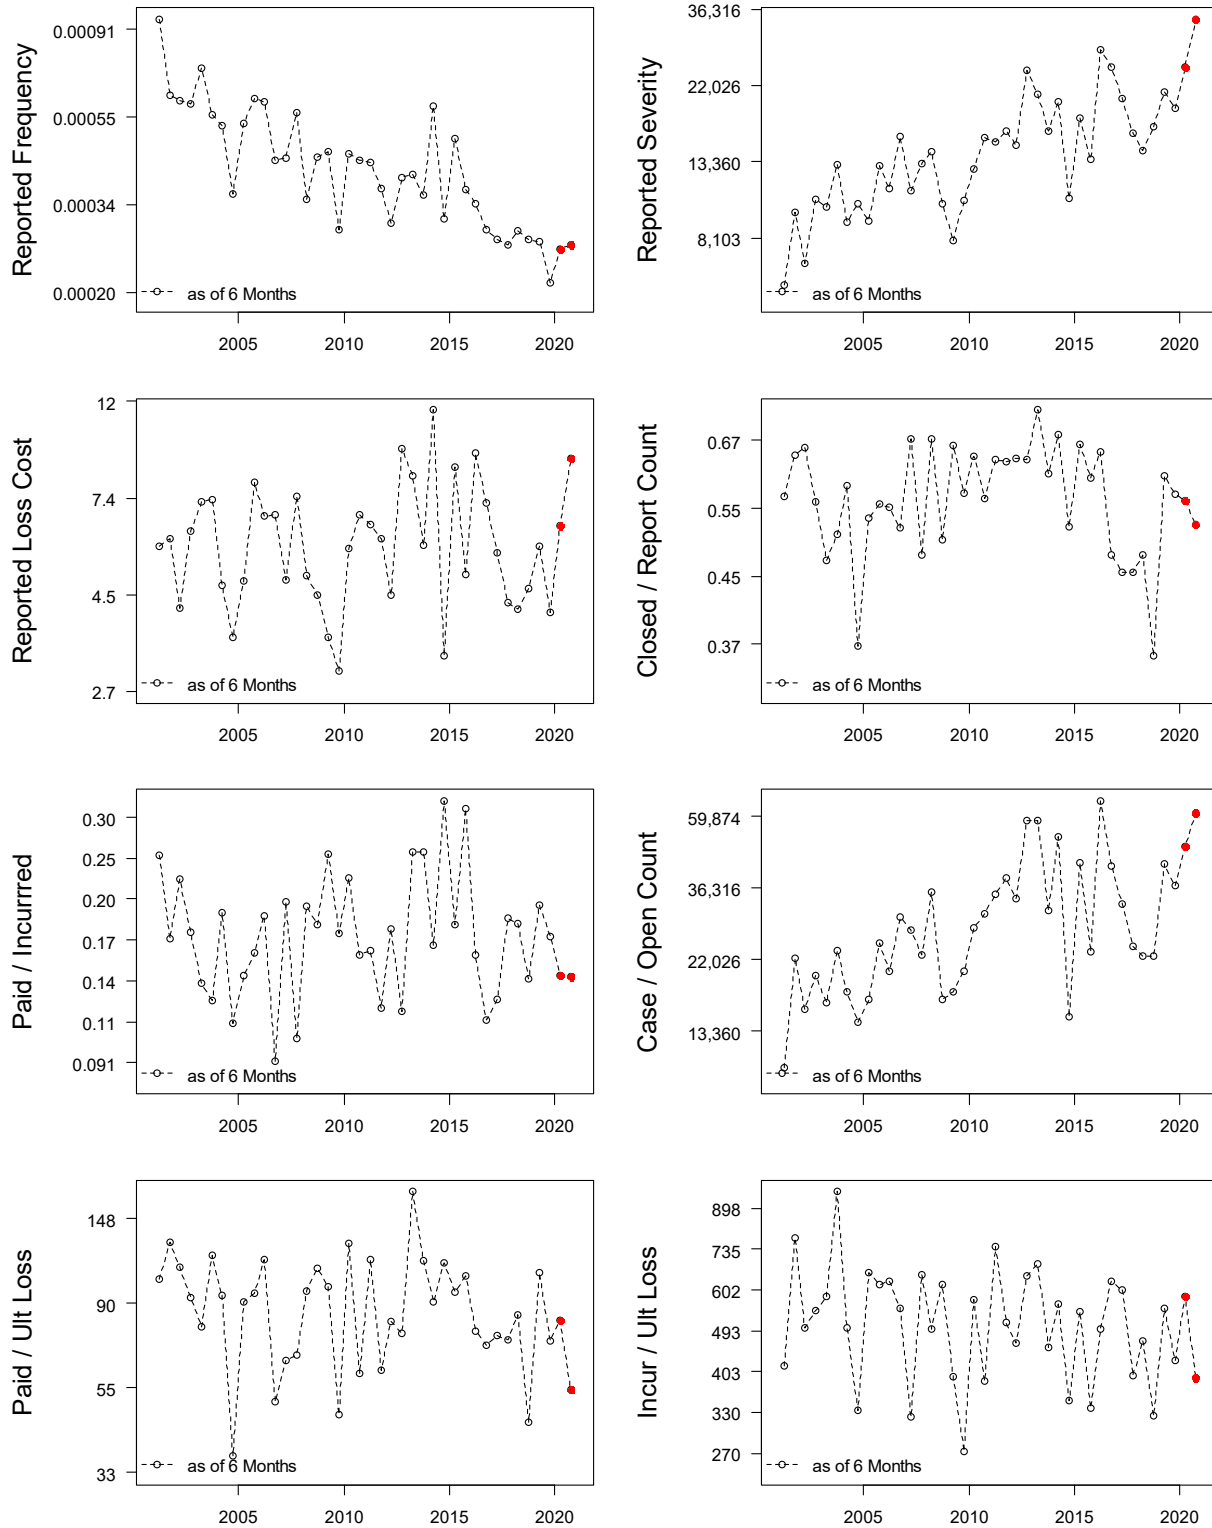 Reported Frequency
0.00091
0.00055
0.00034
0.00020
as of 6 Months
2005 2010 2015 2020
Reported Severity
36,316
22,026
13,360
8,103
as of 6 Months
2005 2010 2015 2020
Reported Loss Cost
12
7.4
4.5
2.7
as of 6 Months
2005 2010 2015 2020
Closed / Report Count
0.67
0.55
0.45
0.37
as of 6 Months
2005 2010 2015 2020
Paid / Incurrred
0.30
0.25
0.20
0.17
0.14
0.11
0.091
as of 6 Months
2005 2010 2015 2020
Case / Open Count
59,874
36,316
22,026
13,360
as of 6 Months
2005 2010 2015 2020
Paid / Ult Loss
148
90
55
33
as of 6 Months
2005 2010 2015 2020
Incur / Ult Loss
898
735
602
493
403
330
270
as of 6 Months
2005 2010 2015 2020